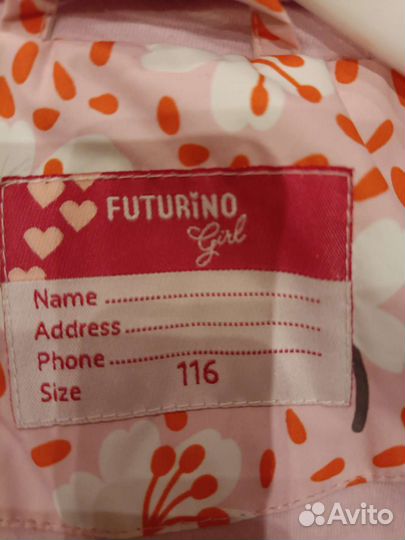 FUTURINO
Girl
Name
Address
Phone
Size 116
Avito